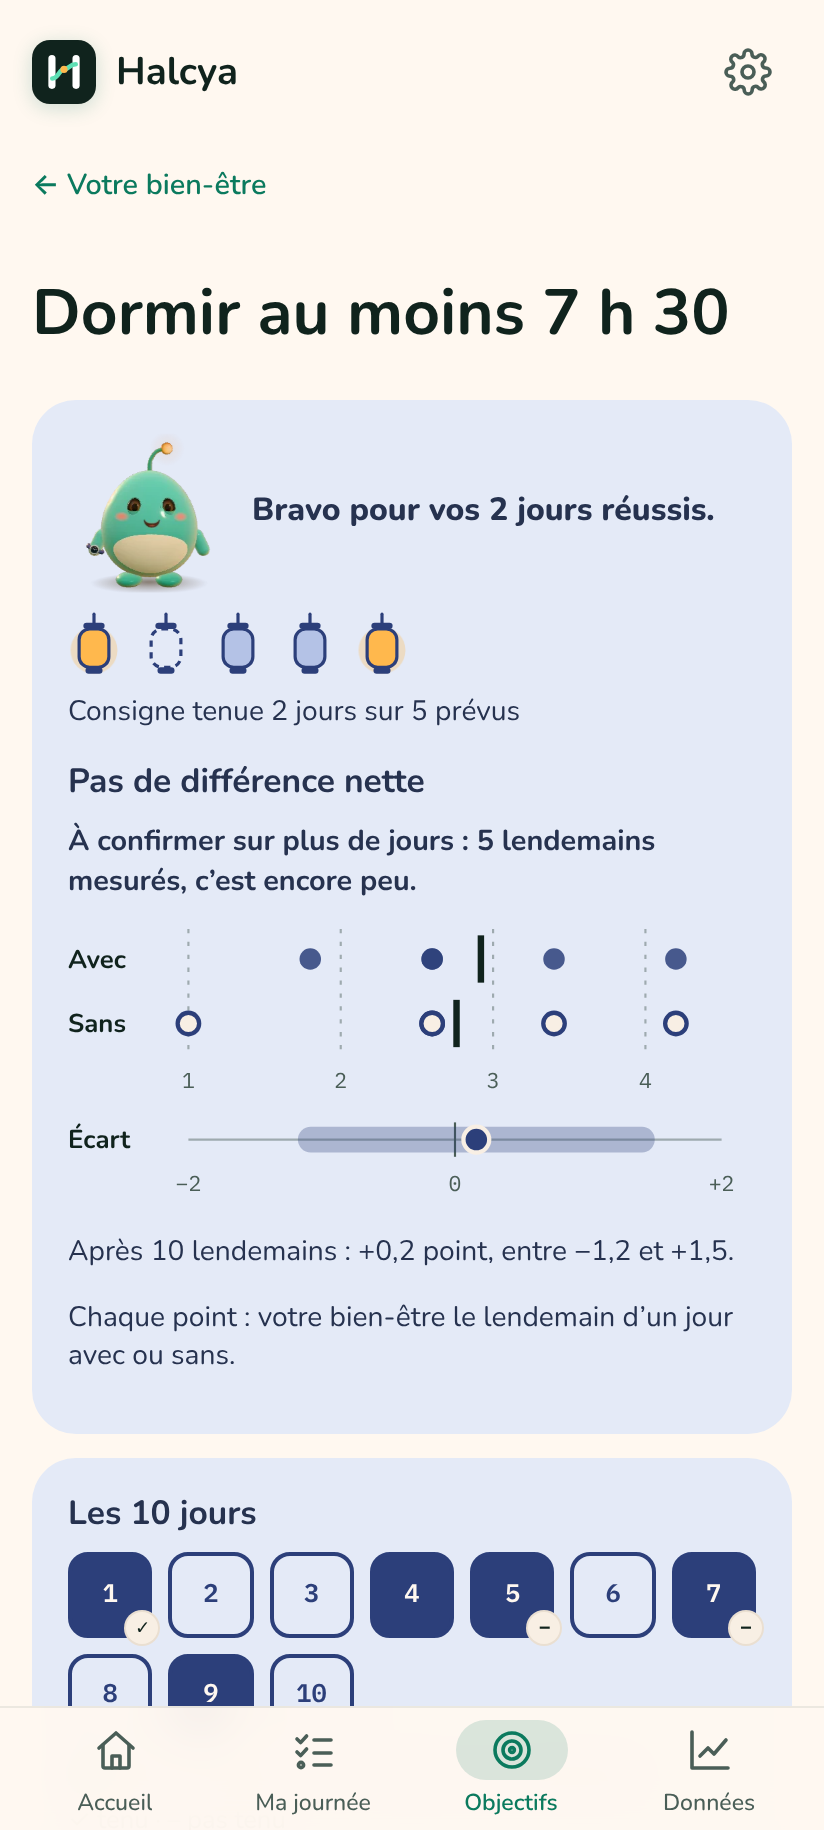 Halcya
← Votre bien-être
Dormir au moins 7 h 30
Bravo pour vos 2 jours réussis.
Consigne tenue 2 jours sur 5 prévus
Pas de différence nette
À confirmer sur plus de jours : 5 lendemains
mesurés, c’est encore peu.
Avec
Sans
1 2 3 4
Écart
−2 0 +2
Après 10 lendemains : +0,2 point, entre −1,2 et +1,5.
Chaque point : votre bien-être le lendemain d’un jour
avec ou sans.
Les 10 jours
1 2 3 4 5 6 7
8 9 10
Accueil Ma journée Objectifs Données